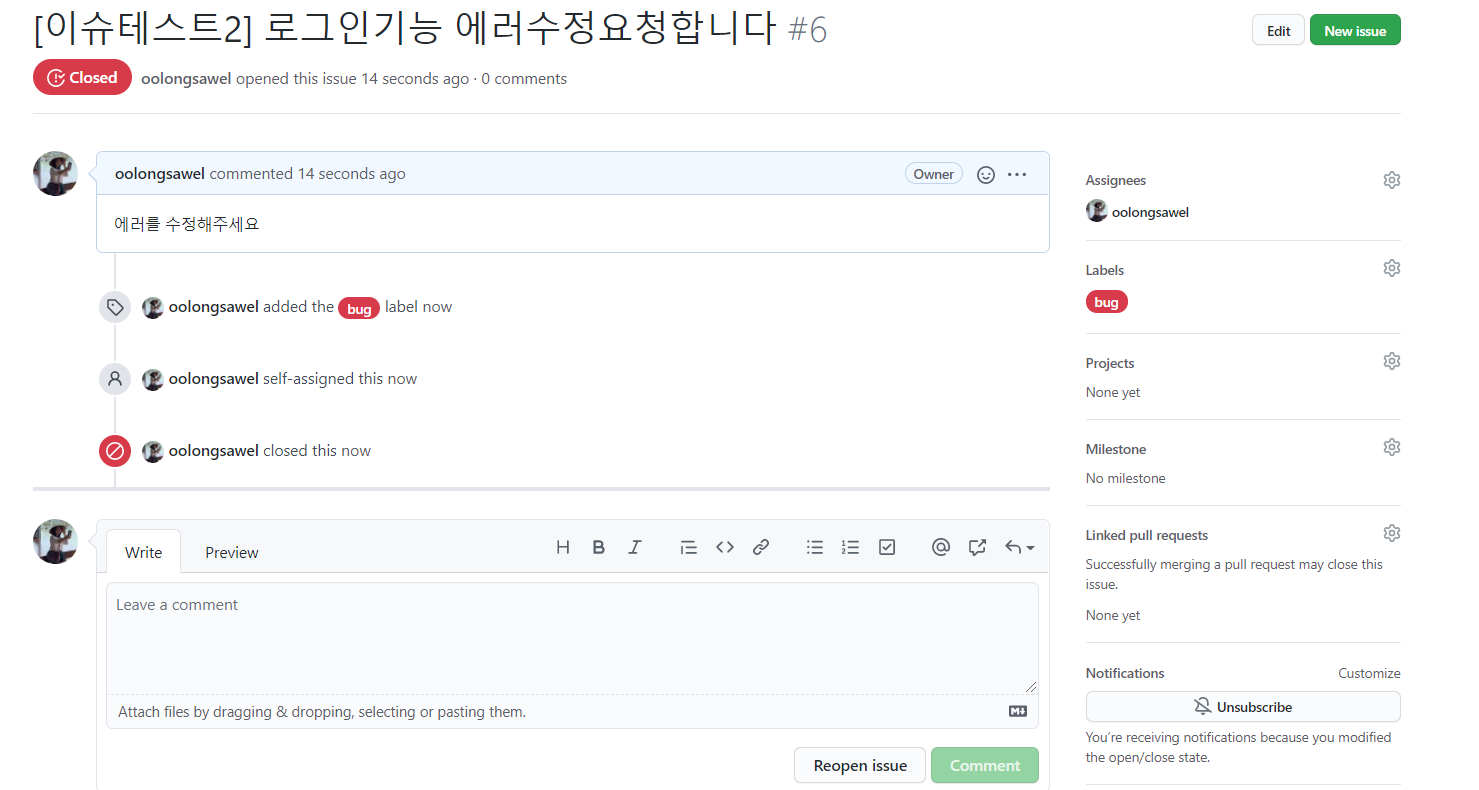 [이슈테스트2] 로그인기능 에러수정요청합니다 #6
Edit
New issue
Closed
oolongsawel opened this issue 14 seconds ago · 0 comments
oolongsawel commented 14 seconds ago
Owner
에러를 수정해주세요
oolongsawel added the bug label now
oolongsawel self-assigned this now
oolongsawel closed this now
Write
Preview
Leave a comment
Attach files by dragging & dropping, selecting or pasting them.
Reopen issue
Comment
Assignees
oolongsawel
Labels
bug
Projects
None yet
Milestone
No milestone
Linked pull requests
Successfully merging a pull request may close this
issue.
None yet
Notifications
Customize
Unsubscribe
You're receiving notifications because you modified
the open/close state.